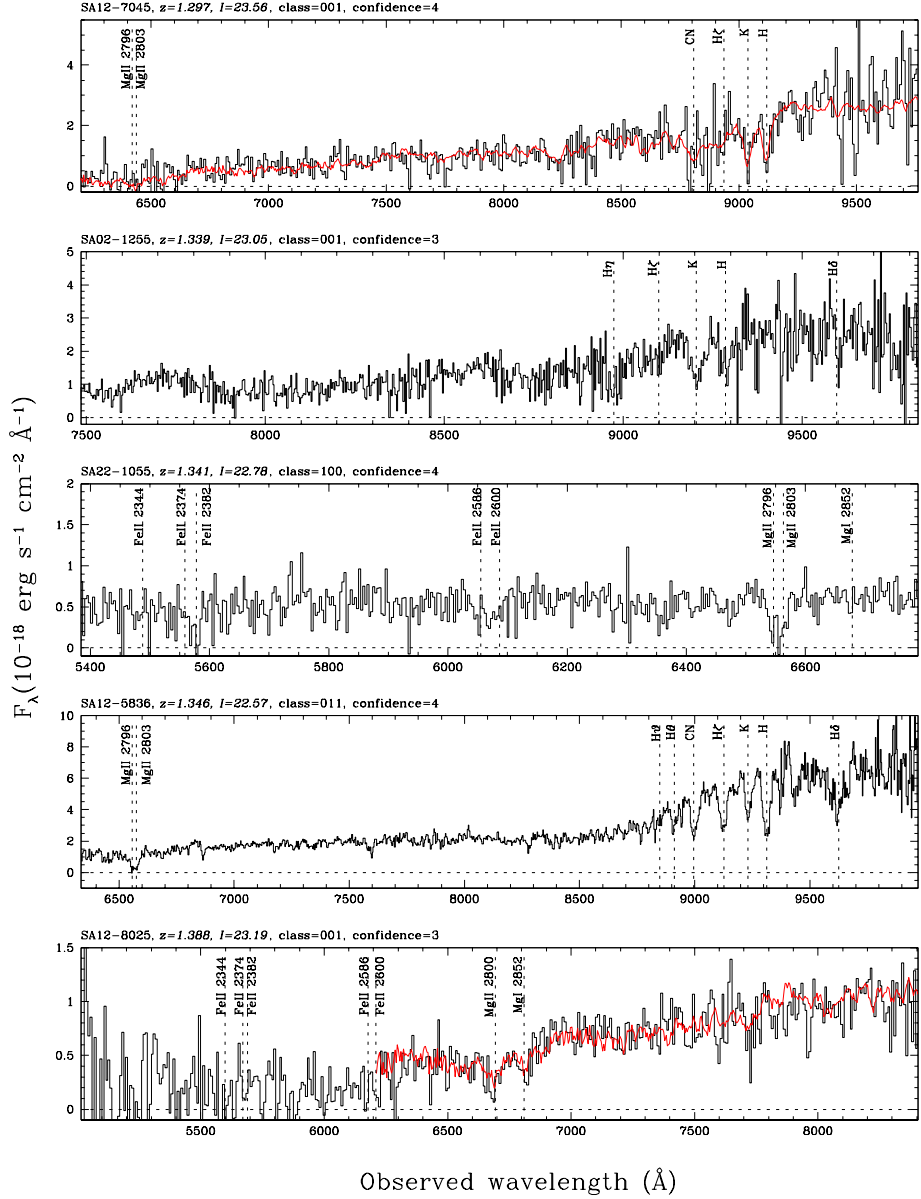 SA12-7045, z=1.297, I=23.56, class=001, confidence=4
MgII 2796
MgII 2803
CN
Hζ
K
H
4
2
0
6500 7000 7500 8000 8500 9000 9500
SA02-1255, z=1.339, I=23.05, class=001, confidence=3
Hη
Hζ
K
H
Hδ
5
4
3
2
1
0
7500 8000 8500 9000 9500
SA22-1055, z=1.341, I=22.78, class=100, confidence=4
FeII 2344
FeII 2374
FeII 2382
FeII 2586
FeII 2600
MgII 2796
MgII 2803
MgI 2852
2
1.5
1
0.5
0
5400 5600 5800 6000 6200 6400 6600
SA12-5836, z=1.346, I=22.57, class=011, confidence=4
MgII 2796
MgII 2803
Hϑ
Hθ
CN
Hζ
K
H
Hδ
10
8
6
4
2
0
6500 7000 7500 8000 8500 9000 9500
SA12-8025, z=1.388, I=23.19, class=001, confidence=3
FeII 2344
FeII 2374
FeII 2382
FeII 2586
FeII 2600
MgII 2800
MgI 2852
1.5
1
0.5
0
5500 6000 6500 7000 7500 8000
Fλ(10−18 erg s−1 cm−2 Å−1)
Observed wavelength (Å)